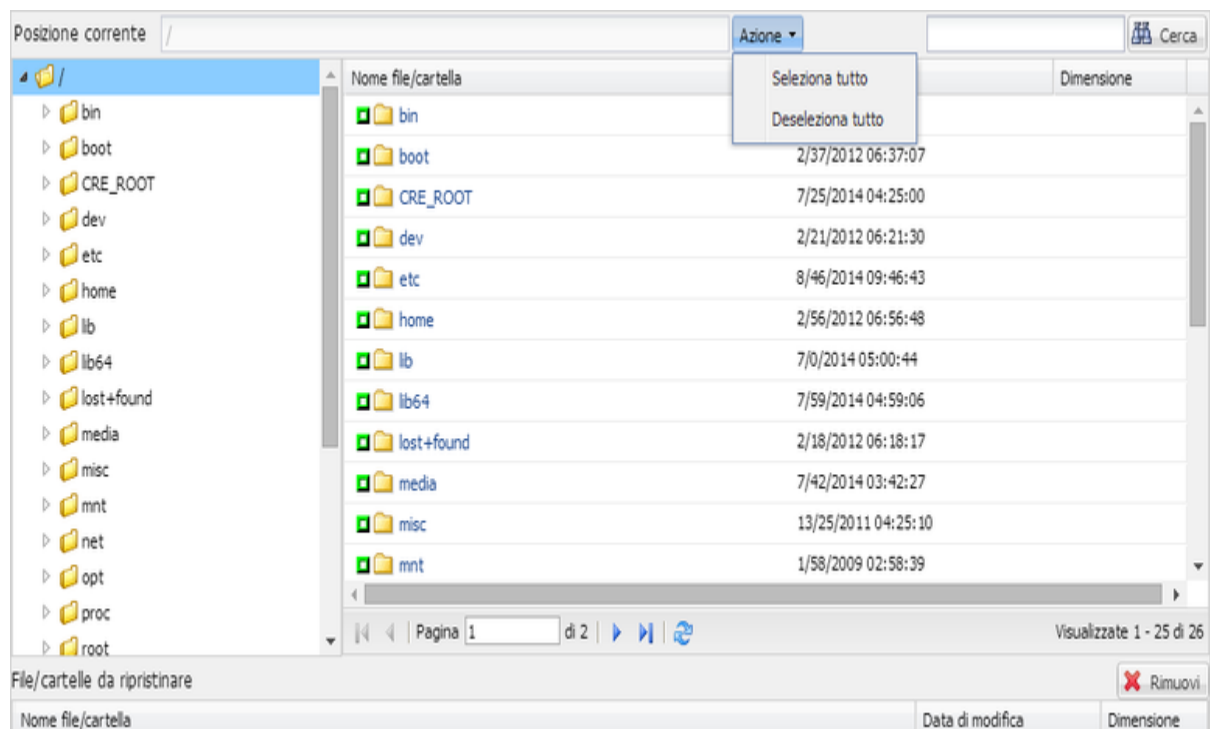 Posizione corrente / Azione Cerca
/
bin
boot
CRE_ROOT
dev
etc
home
lib
lib64
lost+found
media
misc
mnt
net
opt
proc
root
Nome file/cartella Dimensione
Seleziona tutto
Deseleziona tutto
bin
boot 2/37/2012 06:37:07
CRE_ROOT 7/25/2014 04:25:00
dev 2/21/2012 06:21:30
etc 8/46/2014 09:46:43
home 2/56/2012 06:56:48
lib 7/0/2014 05:00:44
lib64 7/59/2014 04:59:06
lost+found 2/18/2012 06:18:17
media 7/42/2014 03:42:27
misc 13/25/2011 04:25:10
mnt 1/58/2009 02:58:39
Pagina 1 di 2 Visualizzate 1 - 25 di 26
File/cartelle da ripristinare Rimuovi
Nome file/cartella Data di modifica Dimensione